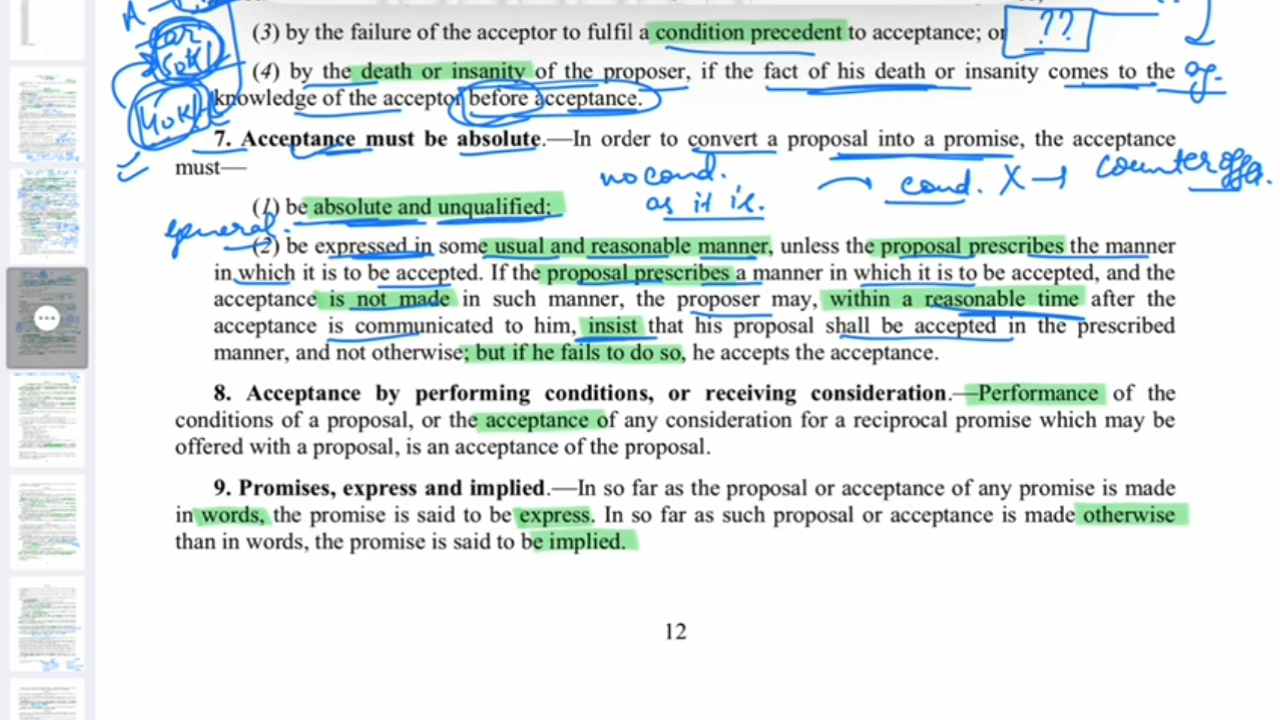 A
(3) by the failure of the acceptor to fulfil a condition precedent to acceptance; or
??
for 50k
(4) by the death or insanity of the proposer, if the fact of his death or insanity comes to the
of
40k
knowledge of the acceptor before acceptance.
7. Acceptance must be absolute.—In order to convert a proposal into a promise, the acceptance
must—
no cond.
as it is.
cond. X → counter offer.
(1) be absolute and unqualified;
general.
(2) be expressed in some usual and reasonable manner, unless the proposal prescribes the manner
in which it is to be accepted. If the proposal prescribes a manner in which it is to be accepted, and the
acceptance is not made in such manner, the proposer may, within a reasonable time after the
acceptance is communicated to him, insist that his proposal shall be accepted in the prescribed
manner, and not otherwise; but if he fails to do so, he accepts the acceptance.
8. Acceptance by performing conditions, or receiving consideration.—Performance of the
conditions of a proposal, or the acceptance of any consideration for a reciprocal promise which may be
offered with a proposal, is an acceptance of the proposal.
9. Promises, express and implied.—In so far as the proposal or acceptance of any promise is made
in words, the promise is said to be express. In so far as such proposal or acceptance is made otherwise
than in words, the promise is said to be implied.
12